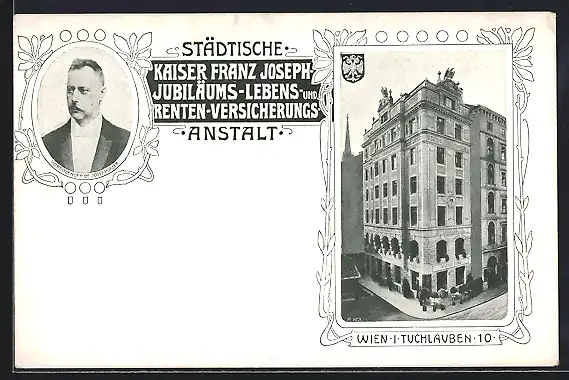 ·STÄDTISCHE·
KAISER FRANZ JOSEPH
JUBILÄUMS-LEBENS-UND
RENTEN-VERSICHERUNGS
·ANSTALT·
WIEN·I·TUCHLAUBEN·10·